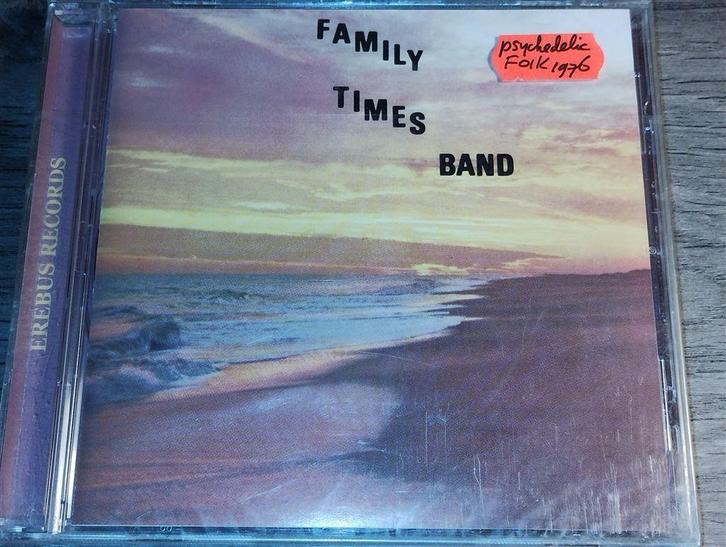 FAMILY
TIMES
BAND
psychedelic
Folk 1976
EREBUS RECORDS